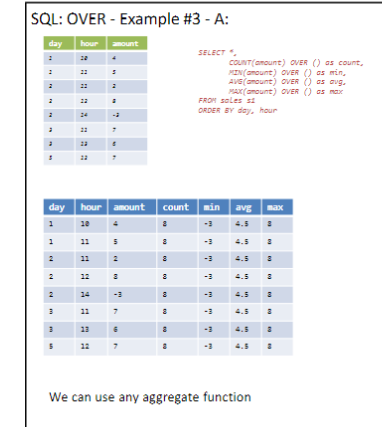 SQL: OVER - Example #3 - A:
day hour amount
1 10 4
1 11 5
2 11 2
2 12 8
2 14 -3
3 11 7
3 13 6
5 12 7
SELECT *,
COUNT(amount) OVER () as count,
MIN(amount) OVER () as min,
AVG(amount) OVER () as avg,
MAX(amount) OVER () as max
FROM sales s1
ORDER BY day, hour
day hour amount count min avg max
1 10 4 8 -3 4.5 8
1 11 5 8 -3 4.5 8
2 11 2 8 -3 4.5 8
2 12 8 8 -3 4.5 8
2 14 -3 8 -3 4.5 8
3 11 7 8 -3 4.5 8
3 13 6 8 -3 4.5 8
5 12 7 8 -3 4.5 8
We can use any aggregate function